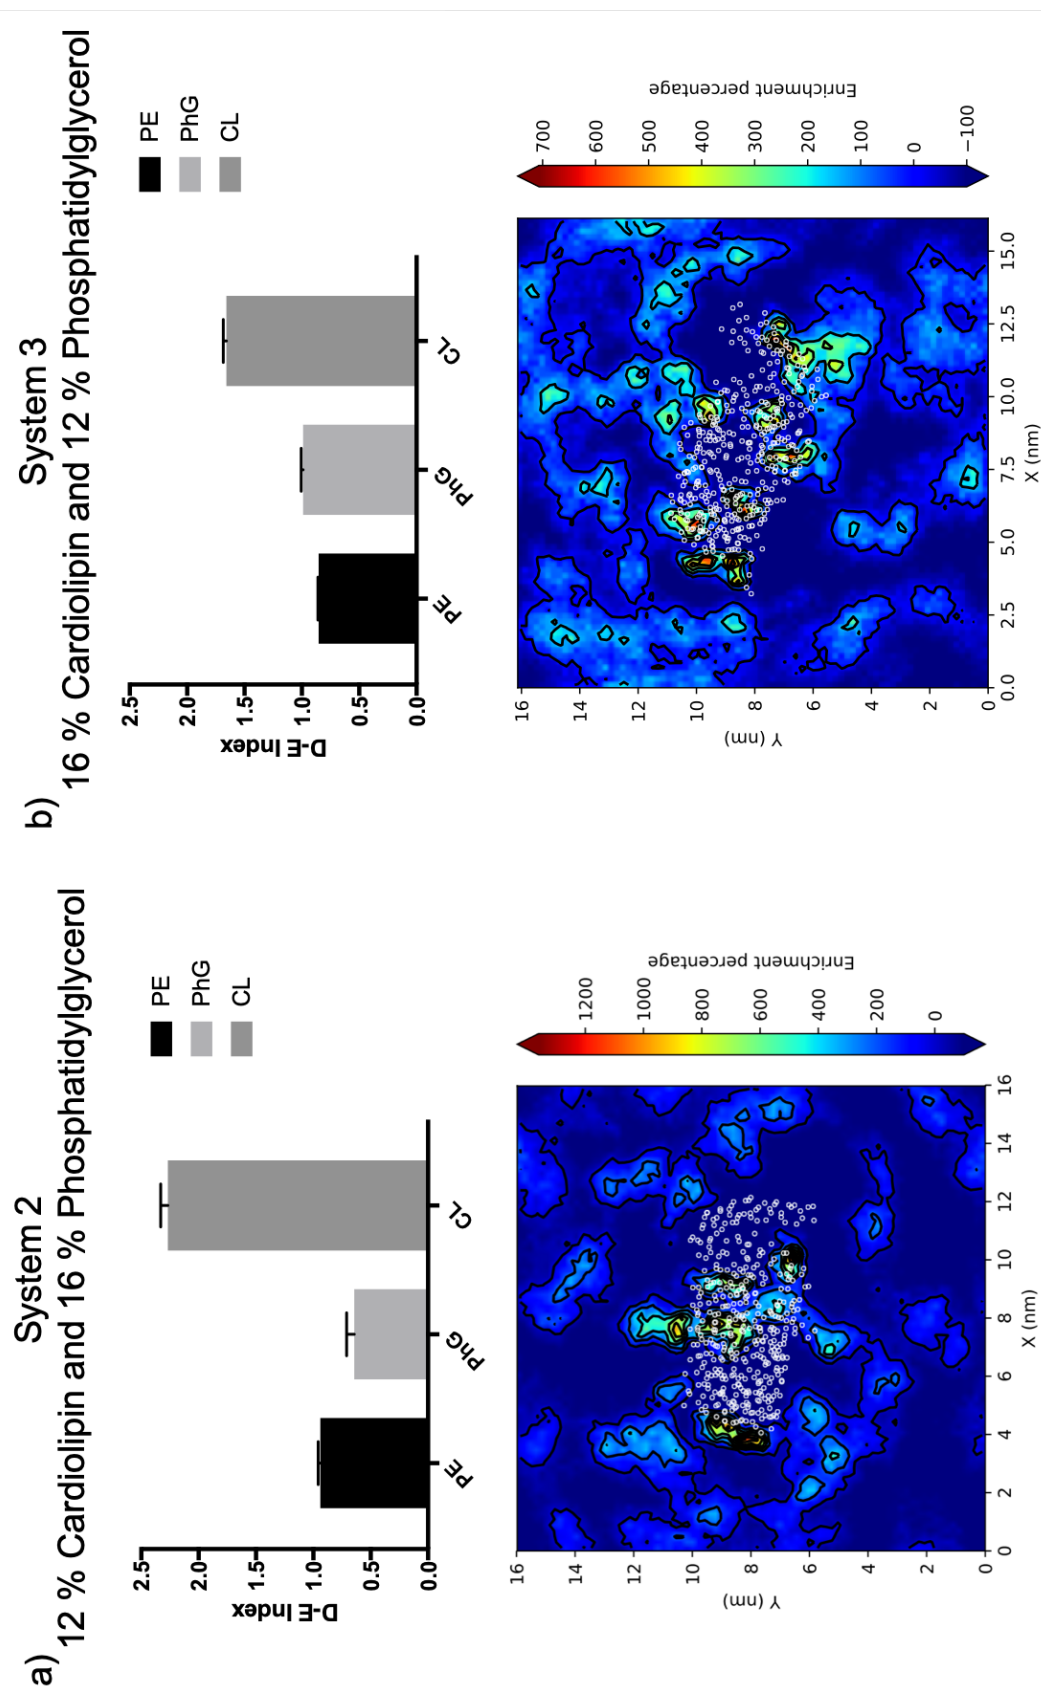 a)
System 2
12 % Cardiolipin and 16 % Phosphatidylglycerol
D-E Index
2.5
2.0
1.5
1.0
0.5
0.0
PE
PhG
CL
PE
PhG
CL
Y (nm)
16
14
12
10
8
6
4
2
0
0 2 4 6 8 10 12 14 16
X (nm)
1200
1000
800
600
400
200
0
Enrichment percentage
b)
System 3
16 % Cardiolipin and 12 % Phosphatidylglycerol
D-E Index
2.5
2.0
1.5
1.0
0.5
0.0
PE
PhG
CL
PE
PhG
CL
Y (nm)
16
14
12
10
8
6
4
2
0
0.0 2.5 5.0 7.5 10.0 12.5 15.0
X (nm)
700
600
500
400
300
200
100
0
−100
Enrichment percentage